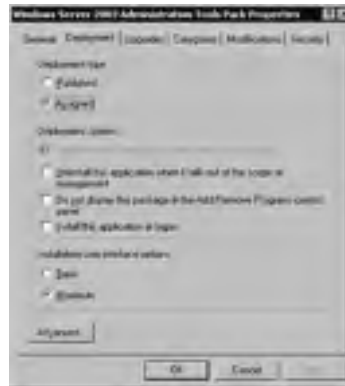 Windows Server 2003 Administration Tools Pack Properties
General Deployment Upgrades Categories Modifications Security
Deployment type
Published
Assigned
Deployment options
Uninstall this application when it falls out of the scope of
management
Do not display this package in the Add/Remove Programs control
panel
Install this application at logon
Installation user interface options
Basic
Maximum
Advanced...
OK Cancel